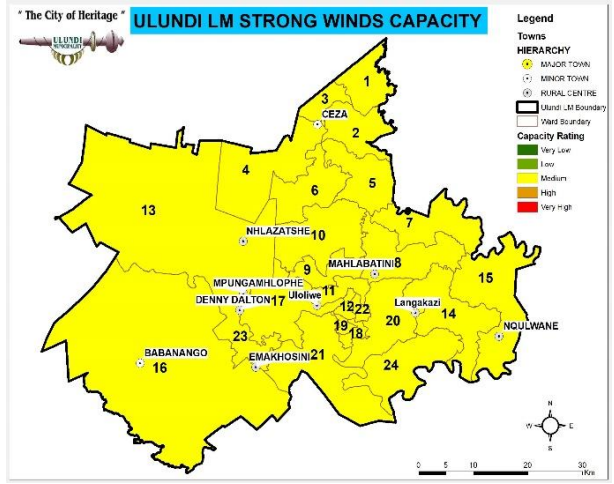 " The City of Heritage "
ULUNDI
MUNICIPALITY
ULUNDI LM STRONG WINDS CAPACITY
Legend
Towns
HIERARCHY
MAJOR TOWN
MINOR TOWN
RURAL CENTRE
Ulundi LM Boundary
Ward Boundary
Capacity Rating
Very Low
Low
Medium
High
Very High
1
3
CEZA
2
4
6
5
13
7
NHLAZATSHE
10
MAHLABATINI
8
9
15
MPUNGAMHLOPHE
DENNY DALTON
17
Uloliwe
11
12
22
Langakazi
14
20
19
18
NQULWANE
23
BABANANGO
16
EMAKHOSINI
21
24
N
W
E
S
0 5 10 20 30
Km